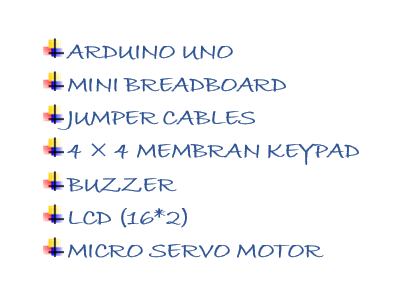 ARDUINO UNO
MINI BREADBOARD
JUMPER CABLES
4 × 4 MEMBRAN KEYPAD
BUZZER
LCD (16*2)
MICRO SERVO MOTOR